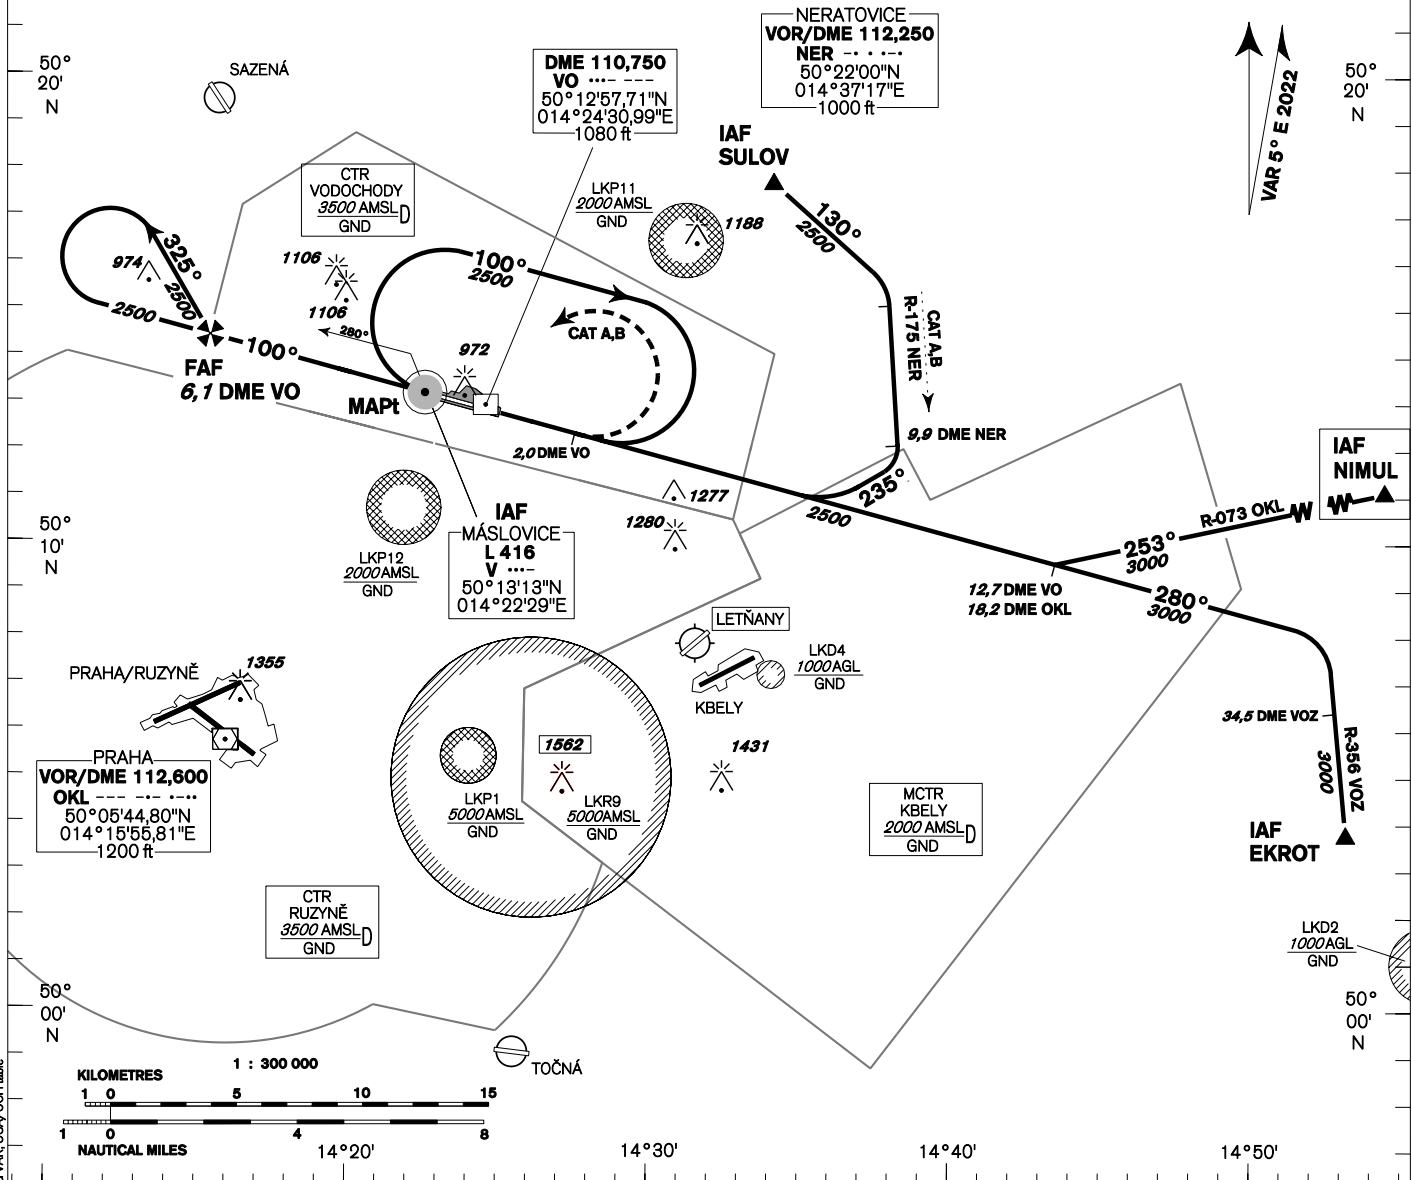 NERATOVICE
VOR/DME 112,250
NER -· · ·-·
50°22'00"N
014°37'17"E
1000 ft
50°
20'
N
SAZENÁ
DME 110,750
VO ···- ---
50°12'57,71"N
014°24'30,99"E
1080 ft
50°
20'
N
VAR 5° E 2022
IAF
SULOV
CTR
VODOCHODY
3500 AMSL
GND
D
LKP11
2000 AMSL
GND
1188
130°
2500
974
325°
2500
2500
1106
1106
280°
100°
2500
CAT A,B
R-175 NER
CAT A,B
100°
FAF
6,1 DME VO
972
MAPt
2,0 DME VO
9,9 DME NER
235°
2500
IAF
NIMUL
R-073 OKL
253°
3000
1277
1280
50°
10'
N
LKP12
2000 AMSL
GND
IAF
MÁSLOVICE
L 416
V ···-
50°13'13"N
014°22'29"E
12,7 DME VO
18,2 DME OKL
280°
3000
LETŇANY
LKD4
1000 AGL
GND
KBELY
PRAHA/RUZYNĚ
1355
34,5 DME VOZ
R-356 VOZ
3000
PRAHA
VOR/DME 112,600
OKL --- -·- ·-··
50°05'44,80"N
014°15'55,81"E
1200 ft
1562
1431
LKP1
5000 AMSL
GND
LKR9
5000 AMSL
GND
MCTR
KBELY
2000 AMSL
GND
D
IAF
EKROT
CTR
RUZYNĚ
3500 AMSL
GND
D
LKD2
1000 AGL
GND
50°
00'
N
50°
00'
N
TOČNÁ
1 : 300 000
KILOMETRES
1 0 5 10 15
1 0 4 8
NAUTICAL MILES
14°20'
14°30'
14°40'
14°50'